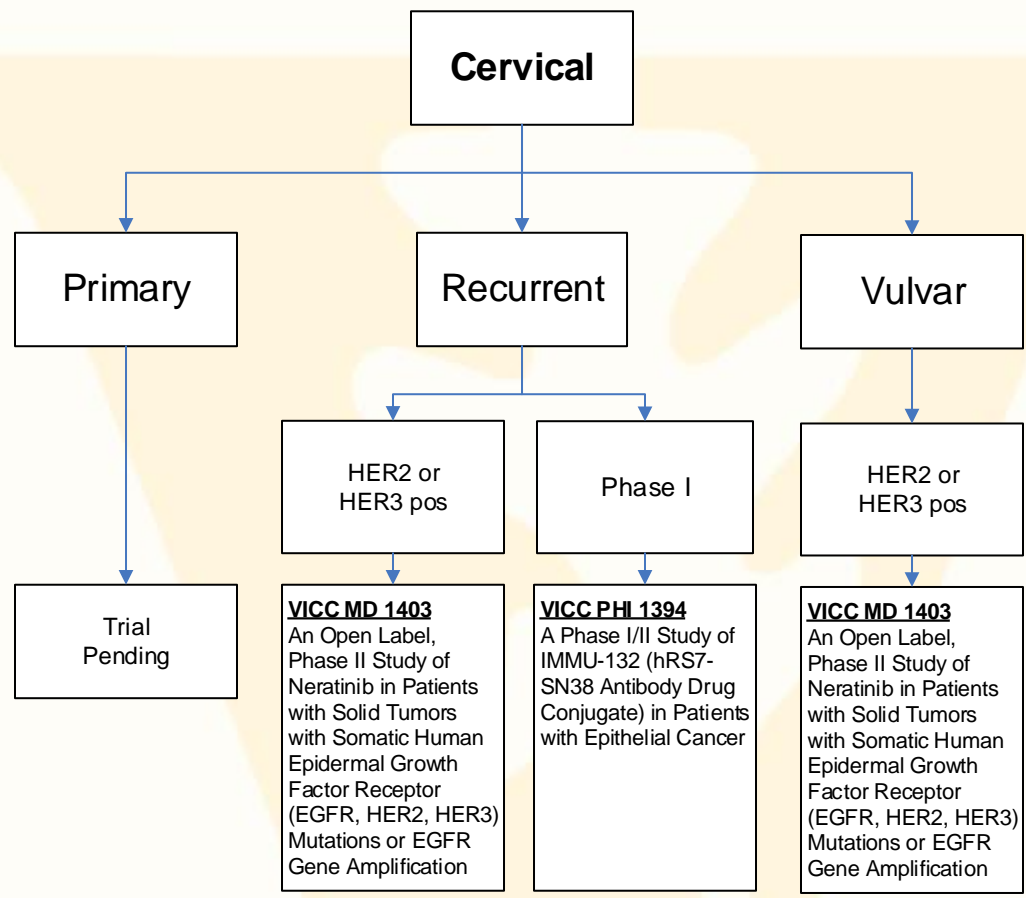 Cervical
Primary
Recurrent
Vulvar
HER2 or
HER3 pos
Phase I
HER2 or
HER3 pos
Trial
Pending
VICC MD 1403
An Open Label,
Phase II Study of
Neratinib in Patients
with Solid Tumors
with Somatic Human
Epidermal Growth
Factor Receptor
(EGFR, HER2, HER3)
Mutations or EGFR
Gene Amplification
VICC PHI 1394
A Phase I/II Study of
IMMU-132 (hRS7-
SN38 Antibody Drug
Conjugate) in Patients
with Epithelial Cancer
VICC MD 1403
An Open Label,
Phase II Study of
Neratinib in Patients
with Solid Tumors
with Somatic Human
Epidermal Growth
Factor Receptor
(EGFR, HER2, HER3)
Mutations or EGFR
Gene Amplification